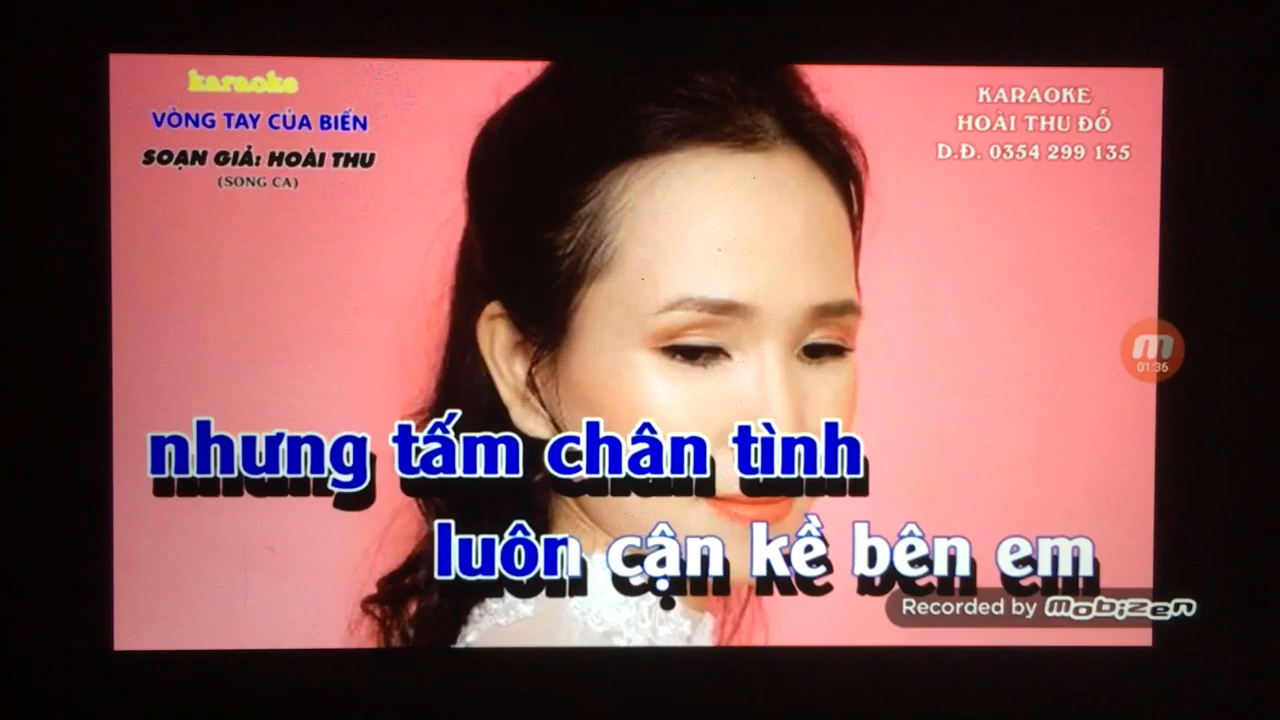 karaoke
VÒNG TAY CỦA BIỂN
SOẠN GIẢ: HOÀI THU
(SONG CA)
KARAOKE
HOÀI THU ĐỖ
D.Đ. 0354 299 135
01:36
nhưng tấm chân tình
luôn cận kề bên em
Recorded by mobizen